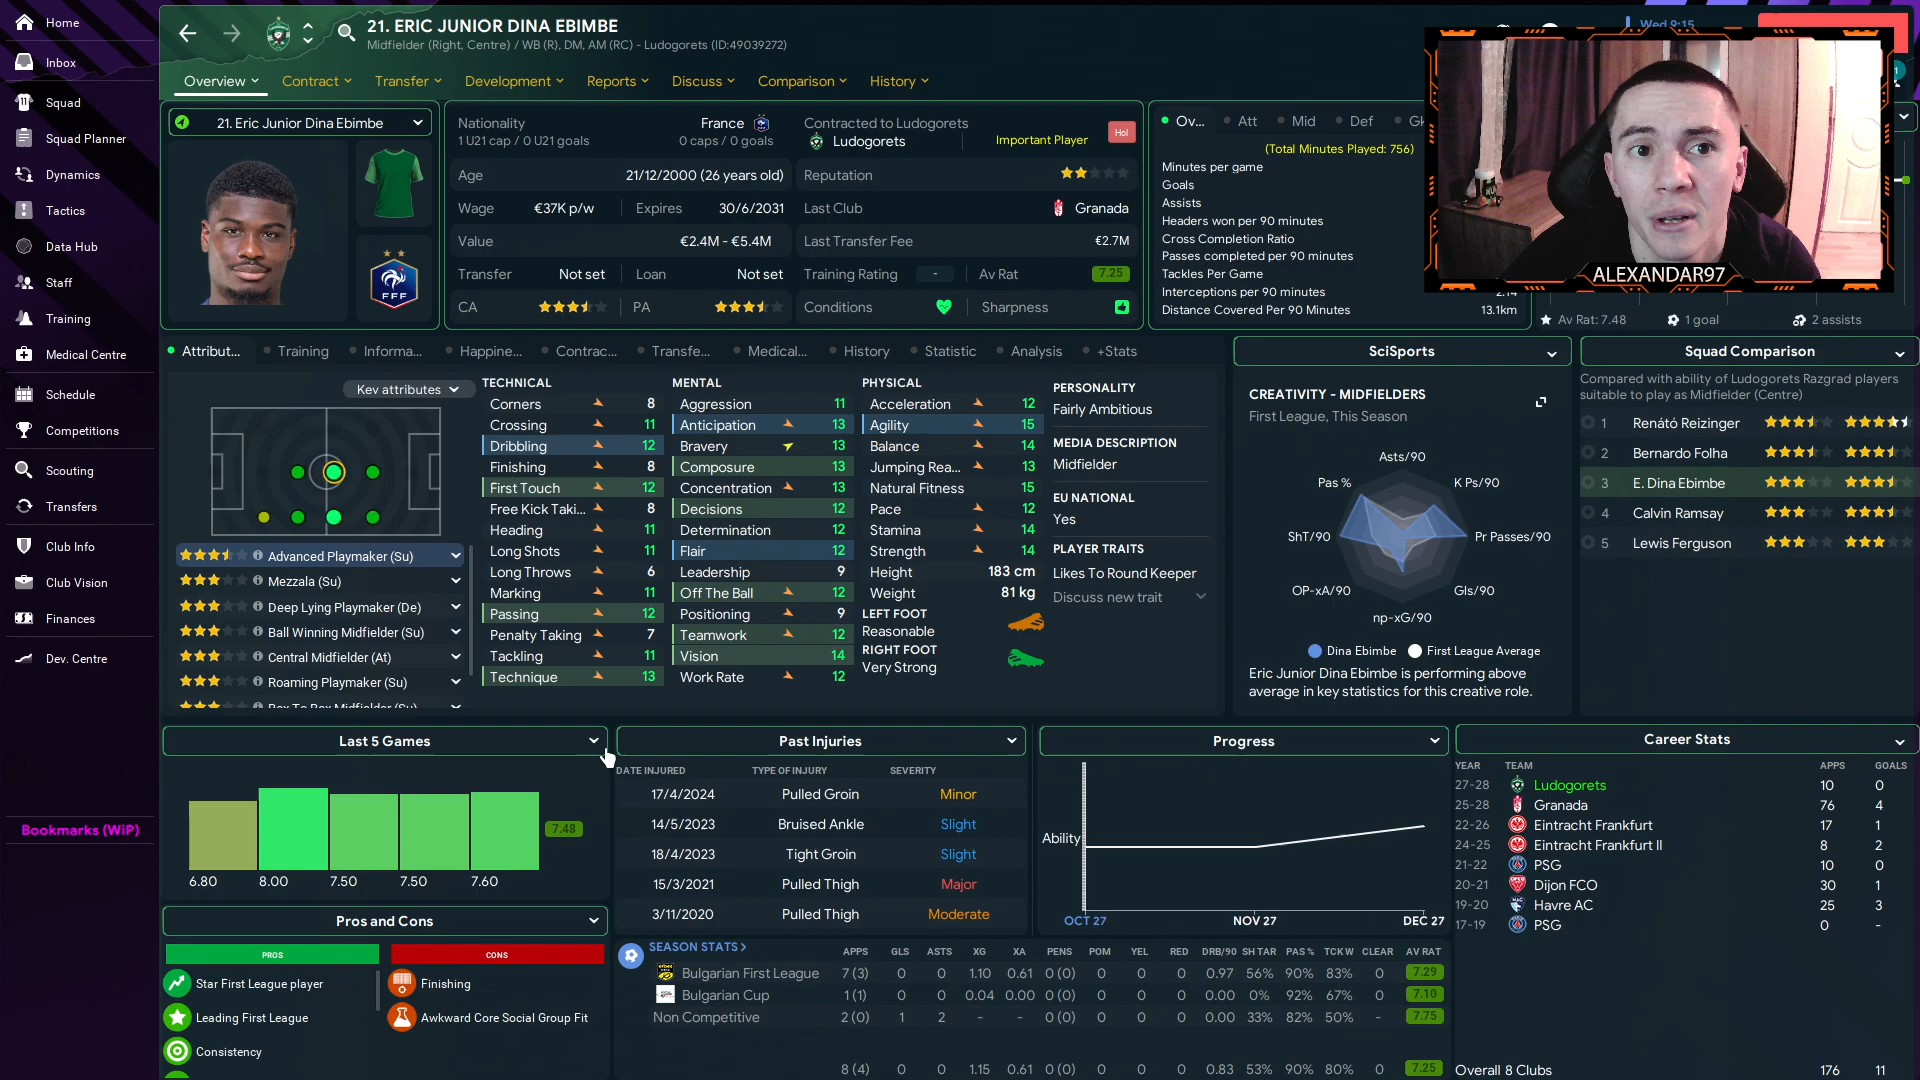 Home
Inbox
Squad
Squad Planner
Dynamics
Tactics
Data Hub
Staff
Training
Medical Centre
Schedule
Competitions
Scouting
Transfers
Club Info
Club Vision
Finances
Dev. Centre
Bookmarks (WiP)
21. ERIC JUNIOR DINA EBIMBE
Midfielder (Right, Centre) / WB (R), DM, AM (RC) - Ludogorets (ID:49039272)
Wed 9:15
Overview Contract Transfer Development Reports Discuss Comparison History
21. Eric Junior Dina Ebimbe
FFF
Nationality France
1 U21 cap / 0 U21 goals 0 caps / 0 goals
Age 21/12/2000 (26 years old)
Wage €37K p/w Expires 30/6/2031
Value €2.4M - €5.4M
Transfer Not set Loan Not set
CA PA
Contracted to Ludogorets
Ludogorets Important Player Hol
Reputation
Last Club Granada
Last Transfer Fee €2.7M
Training Rating - Av Rat 7.25
Conditions Sharpness
Ov... Att Mid Def Gk
(Total Minutes Played: 756)
Minutes per game
Goals
Assists
Headers won per 90 minutes
Cross Completion Ratio
Passes completed per 90 minutes
Tackles Per Game
Interceptions per 90 minutes
Distance Covered Per 90 Minutes 13.1km
ALEXANDAR97
Av Rat: 7.48 1 goal 2 assists
Attribut... Training Informa... Happine... Contrac... Transfe... Medical... History Statistic Analysis +Stats
Key attributes
Advanced Playmaker (Su)
Mezzala (Su)
Deep Lying Playmaker (De)
Ball Winning Midfielder (Su)
Central Midfielder (At)
Roaming Playmaker (Su)
Box To Box Midfielder (Su)
TECHNICAL
Corners 8
Crossing 11
Dribbling 12
Finishing 8
First Touch 12
Free Kick Taki... 8
Heading 11
Long Shots 11
Long Throws 6
Marking 11
Passing 12
Penalty Taking 7
Tackling 11
Technique 13
MENTAL
Aggression 11
Anticipation 13
Bravery 13
Composure 13
Concentration 13
Decisions 12
Determination 12
Flair 12
Leadership 9
Off The Ball 12
Positioning 9
Teamwork 12
Vision 14
Work Rate 12
PHYSICAL
Acceleration 12
Agility 15
Balance 14
Jumping Rea... 13
Natural Fitness 15
Pace 12
Stamina 14
Strength 14
Height 183 cm
Weight 81 kg
LEFT FOOT
Reasonable
RIGHT FOOT
Very Strong
PERSONALITY
Fairly Ambitious
MEDIA DESCRIPTION
Midfielder
EU NATIONAL
Yes
PLAYER TRAITS
Likes To Round Keeper
Discuss new trait
SciSports
CREATIVITY - MIDFIELDERS
First League, This Season
Asts/90
Pas % K Ps/90
ShT/90 Pr Passes/90
OP-xA/90 Gls/90
np-xG/90
Dina Ebimbe First League Average
Eric Junior Dina Ebimbe is performing above
average in key statistics for this creative role.
Squad Comparison
Compared with ability of Ludogorets Razgrad players
suitable to play as Midfielder (Centre)
1 Renátó Reizinger
2 Bernardo Folha
3 E. Dina Ebimbe
4 Calvin Ramsay
5 Lewis Ferguson
Last 5 Games
7.48
6.80 8.00 7.50 7.50 7.60
Pros and Cons
PROS CONS
Star First League player
Leading First League
Consistency
Finishing
Awkward Core Social Group Fit
Past Injuries
DATE INJURED TYPE OF INJURY SEVERITY
17/4/2024 Pulled Groin Minor
14/5/2023 Bruised Ankle Slight
18/4/2023 Tight Groin Slight
15/3/2021 Pulled Thigh Major
3/11/2020 Pulled Thigh Moderate
Progress
Ability
OCT 27 NOV 27 DEC 27
SEASON STATS > APPS GLS ASTS XG XA PENS POM YEL RED DRB/90 SH TAR PAS % TCK W CLEAR AV RAT
Bulgarian First League 7 (3) 0 0 1.10 0.61 0 (0) 0 0 0 0.97 56% 90% 83% 0 7.29
Bulgarian Cup 1 (1) 0 0 0.04 0.00 0 (0) 0 0 0 0.00 0% 92% 67% 0 7.10
Non Competitive 2 (0) 1 2 - - 0 (0) 0 0 0 0.00 33% 82% 50% - 7.75
8 (4) 0 0 1.15 0.61 0 (0) 0 0 0 0.83 53% 90% 80% 0 7.25
Career Stats
YEAR TEAM APPS GOALS
27-28 Ludogorets 10 0
25-28 Granada 76 4
22-26 Eintracht Frankfurt 17 1
24-25 Eintracht Frankfurt II 8 2
21-22 PSG 10 0
20-21 Dijon FCO 30 1
19-20 Havre AC 25 3
17-19 PSG 0 -
Overall 8 Clubs 176 11